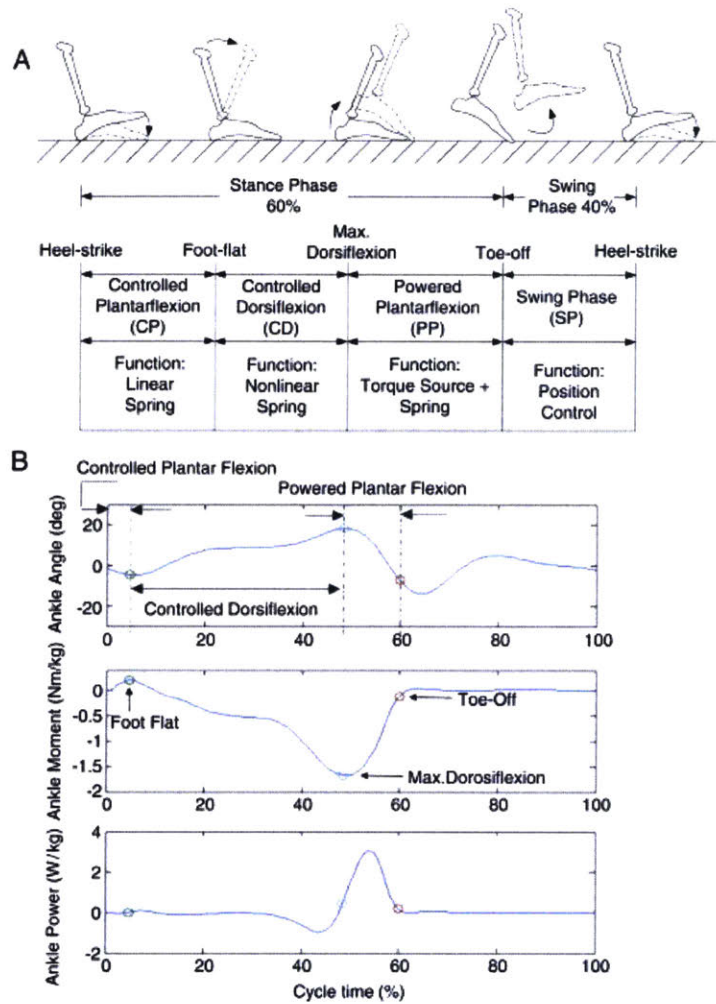 A
Stance Phase
60%
Swing
Phase 40%
Heel-strike
Foot-flat
Max.
Dorsiflexion
Toe-off
Heel-strike
Controlled
Plantarflexion
(CP)
Controlled
Dorsiflexion
(CD)
Powered
Plantarflexion
(PP)
Swing Phase
(SP)
Function:
Linear
Spring
Function:
Nonlinear
Spring
Function:
Torque Source +
Spring
Function:
Position
Control
B
Controlled Plantar Flexion
Powered Plantar Flexion
Ankle Angle (deg)
20
0
-20
Controlled Dorsiflexion
0 20 40 60 80 100
Ankle Moment (Nm/kg)
0
-0.5
-1
-1.5
-2
Foot Flat
Toe-Off
Max.Dorosiflexion
0 20 40 60 80 100
Ankle Power (W/kg)
4
2
0
-2
0 20 40 60 80 100
Cycle time (%)